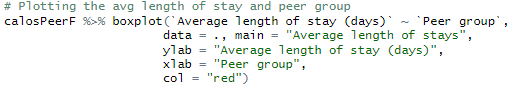 # Plotting the avg length of stay and peer group
calosPeerF %>% boxplot(`Average length of stay (days)` ~ `Peer group`,
data = ., main = "Average length of stays",
ylab = "Average length of stay (days)",
xlab = "Peer group",
col = "red")